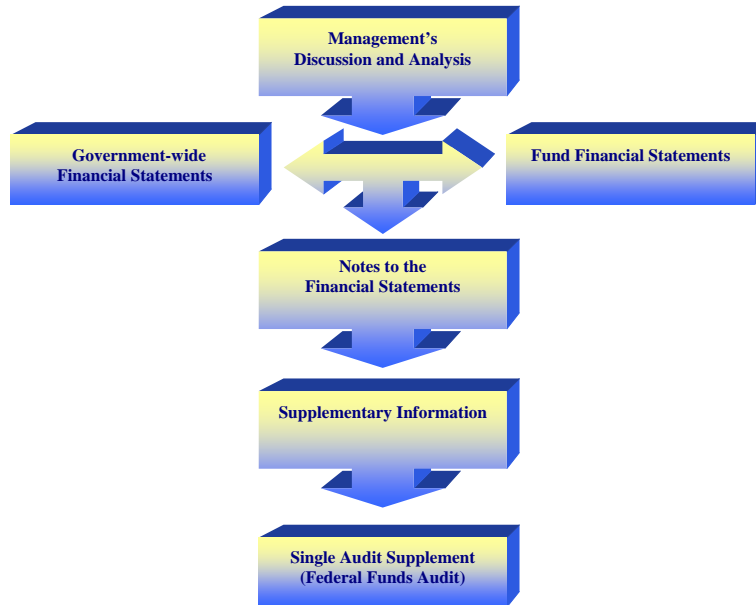 Management's
Discussion and Analysis
Government-wide
Financial Statements
Fund Financial Statements
Notes to the
Financial Statements
Supplementary Information
Single Audit Supplement
(Federal Funds Audit)